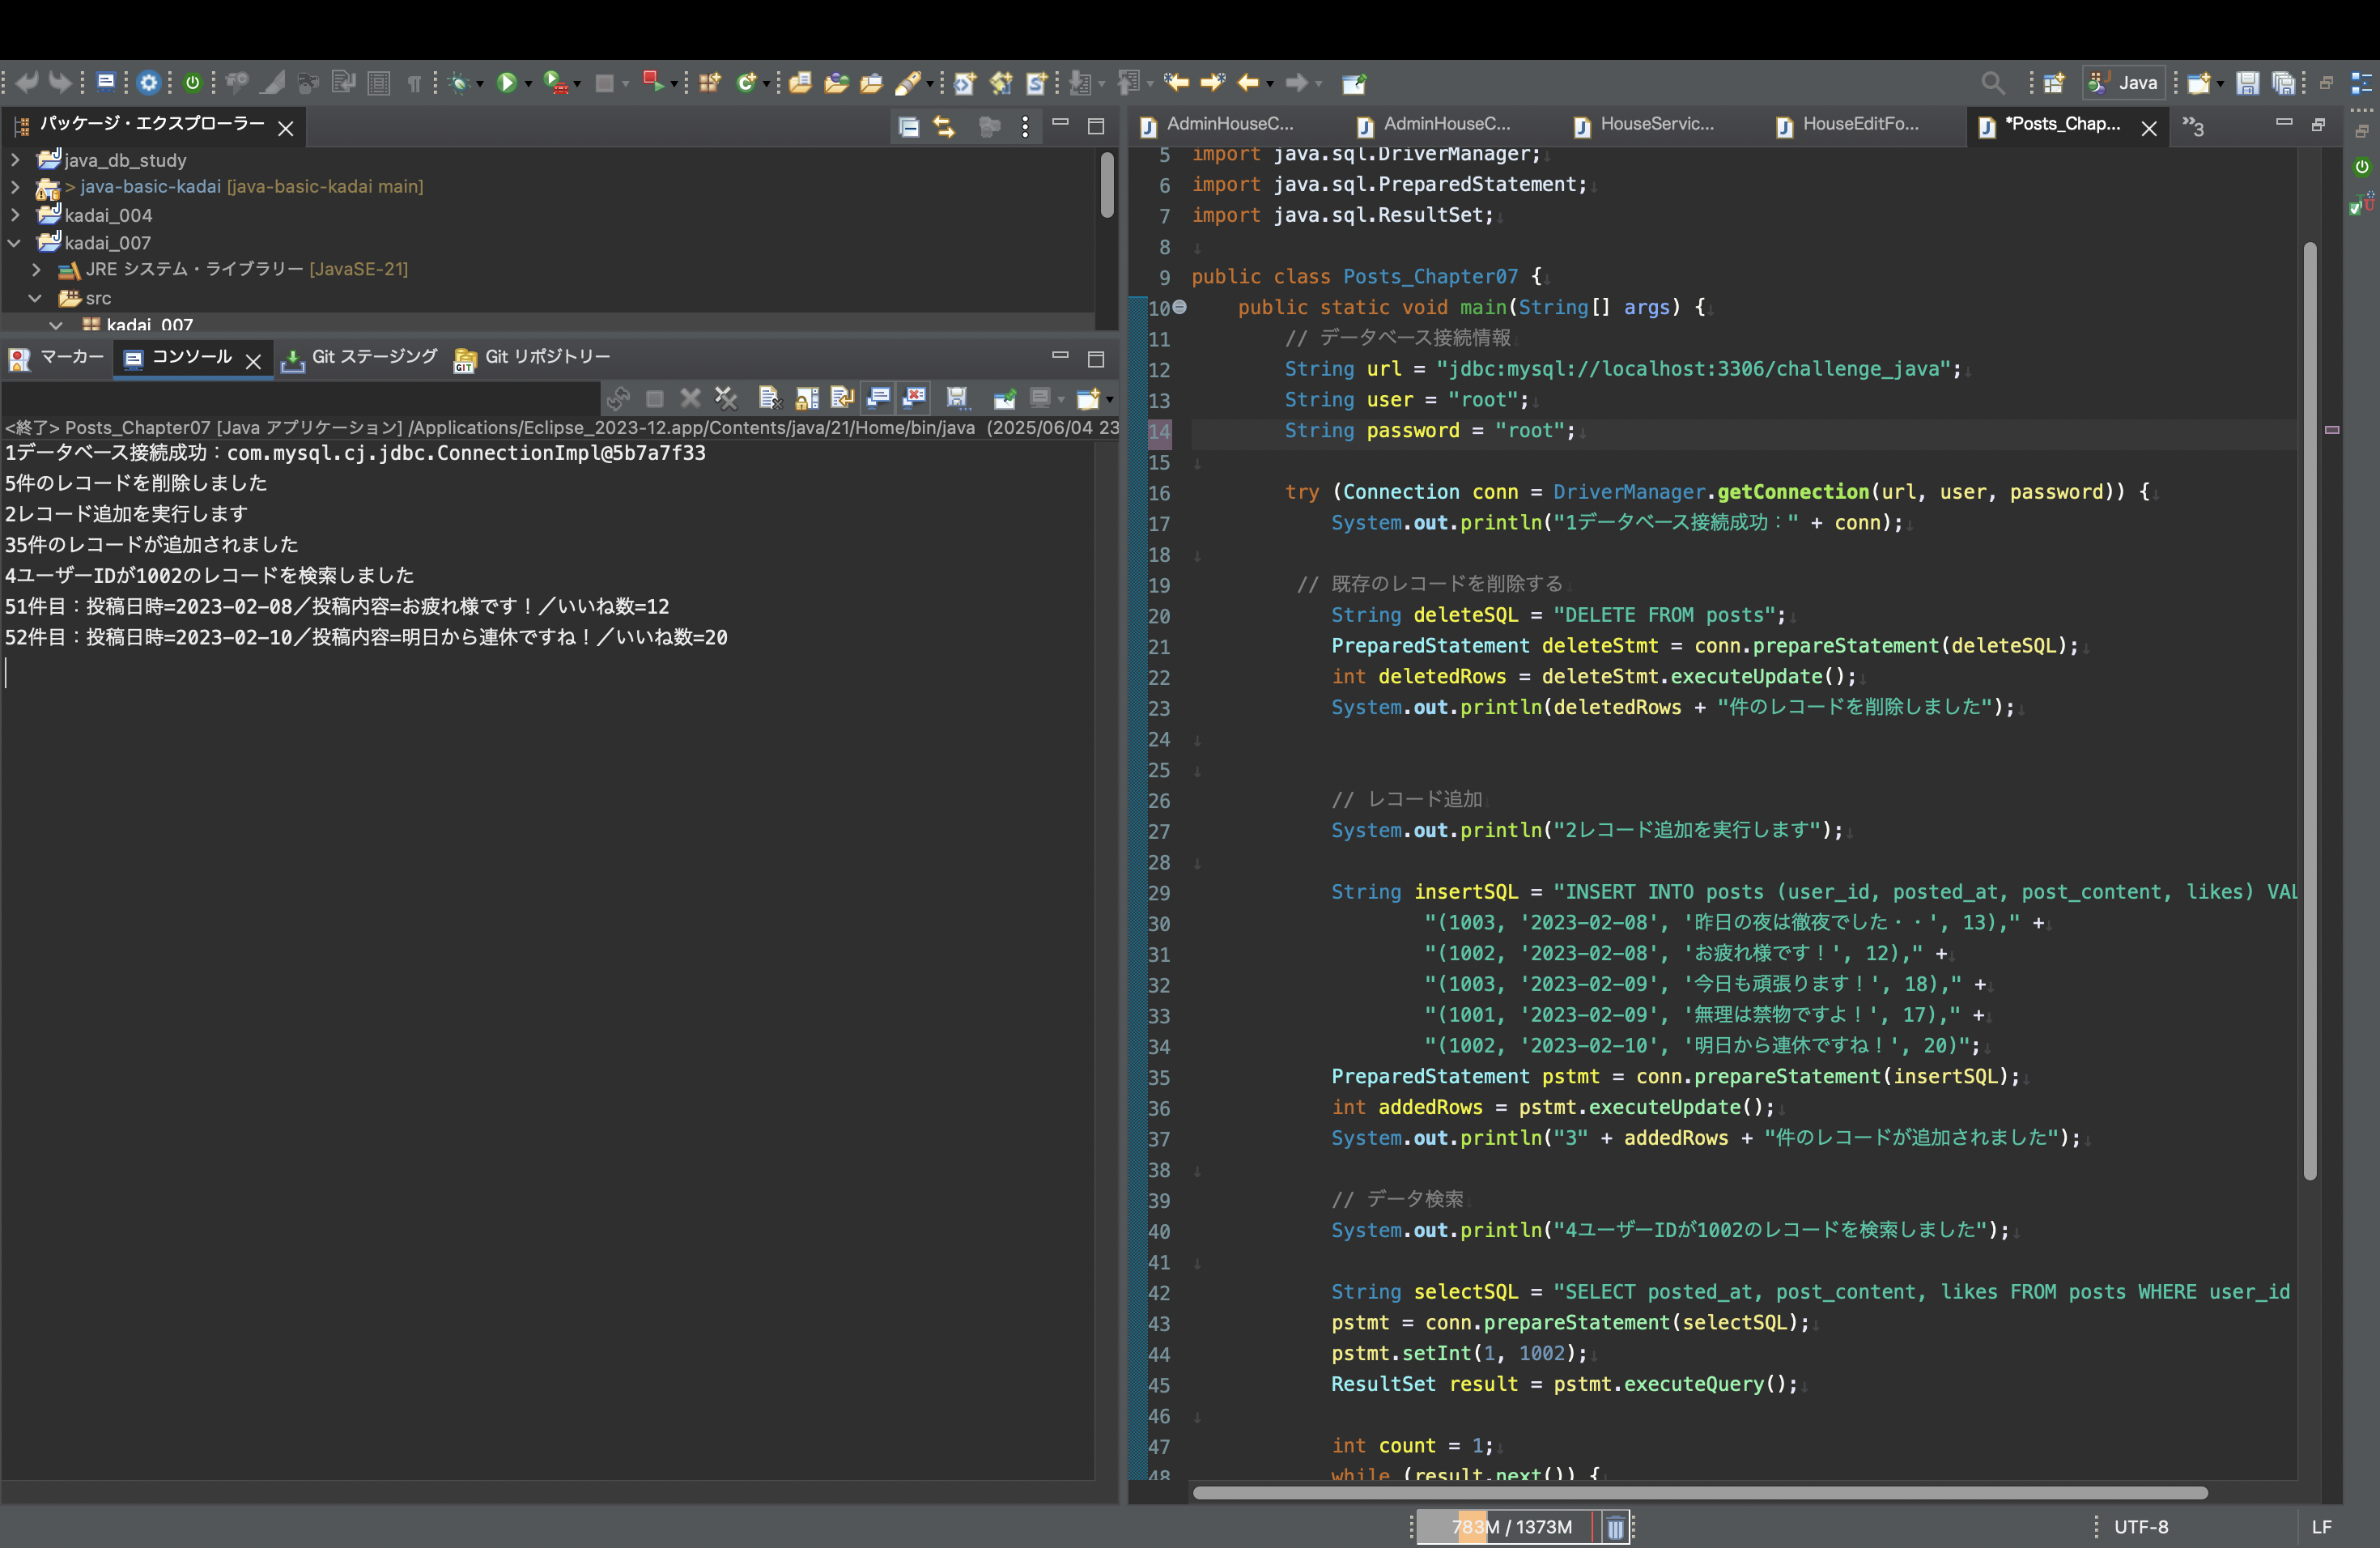 Java
パッケージ・エクスプローラー
java_db_study
> java-basic-kadai [java-basic-kadai main]
kadai_004
kadai_007
JRE システム・ライブラリー [JavaSE-21]
src
kadai_007
マーカー
コンソール
Git ステージング
Git リポジトリー
<終了> Posts_Chapter07 [Java アプリケーション] /Applications/Eclipse_2023-12.app/Contents/java/21/Home/bin/java (2025/06/04 23
1データベース接続成功：com.mysql.cj.jdbc.ConnectionImpl@5b7a7f33
5件のレコードを削除しました
2レコード追加を実行します
35件のレコードが追加されました
4ユーザーIDが1002のレコードを検索しました
51件目：投稿日時=2023-02-08／投稿内容=お疲れ様です！／いいね数=12
52件目：投稿日時=2023-02-10／投稿内容=明日から連休ですね！／いいね数=20
AdminHouseC...
AdminHouseC...
HouseServic...
HouseEditFo...
*Posts_Chap...
»3
5 import java.sql.DriverManager;
6 import java.sql.PreparedStatement;
7 import java.sql.ResultSet;
8
9 public class Posts_Chapter07 {
10 public static void main(String[] args) {
11 // データベース接続情報
12 String url = "jdbc:mysql://localhost:3306/challenge_java";
13 String user = "root";
14 String password = "root";
15
16 try (Connection conn = DriverManager.getConnection(url, user, password)) {
17 System.out.println("1データベース接続成功：" + conn);
18
19 // 既存のレコードを削除する
20 String deleteSQL = "DELETE FROM posts";
21 PreparedStatement deleteStmt = conn.prepareStatement(deleteSQL);
22 int deletedRows = deleteStmt.executeUpdate();
23 System.out.println(deletedRows + "件のレコードを削除しました");
24
25
26 // レコード追加
27 System.out.println("2レコード追加を実行します");
28
29 String insertSQL = "INSERT INTO posts (user_id, posted_at, post_content, likes) VAL
30 "(1003, '2023-02-08', '昨日の夜は徹夜でした・・', 13)," +
31 "(1002, '2023-02-08', 'お疲れ様です！', 12)," +
32 "(1003, '2023-02-09', '今日も頑張ります！', 18)," +
33 "(1001, '2023-02-09', '無理は禁物ですよ！', 17)," +
34 "(1002, '2023-02-10', '明日から連休ですね！', 20)";
35 PreparedStatement pstmt = conn.prepareStatement(insertSQL);
36 int addedRows = pstmt.executeUpdate();
37 System.out.println("3" + addedRows + "件のレコードが追加されました");
38
39 // データ検索
40 System.out.println("4ユーザーIDが1002のレコードを検索しました");
41
42 String selectSQL = "SELECT posted_at, post_content, likes FROM posts WHERE user_id
43 pstmt = conn.prepareStatement(selectSQL);
44 pstmt.setInt(1, 1002);
45 ResultSet result = pstmt.executeQuery();
46
47 int count = 1;
48 while (result.next()) {
783M / 1373M
UTF-8
LF